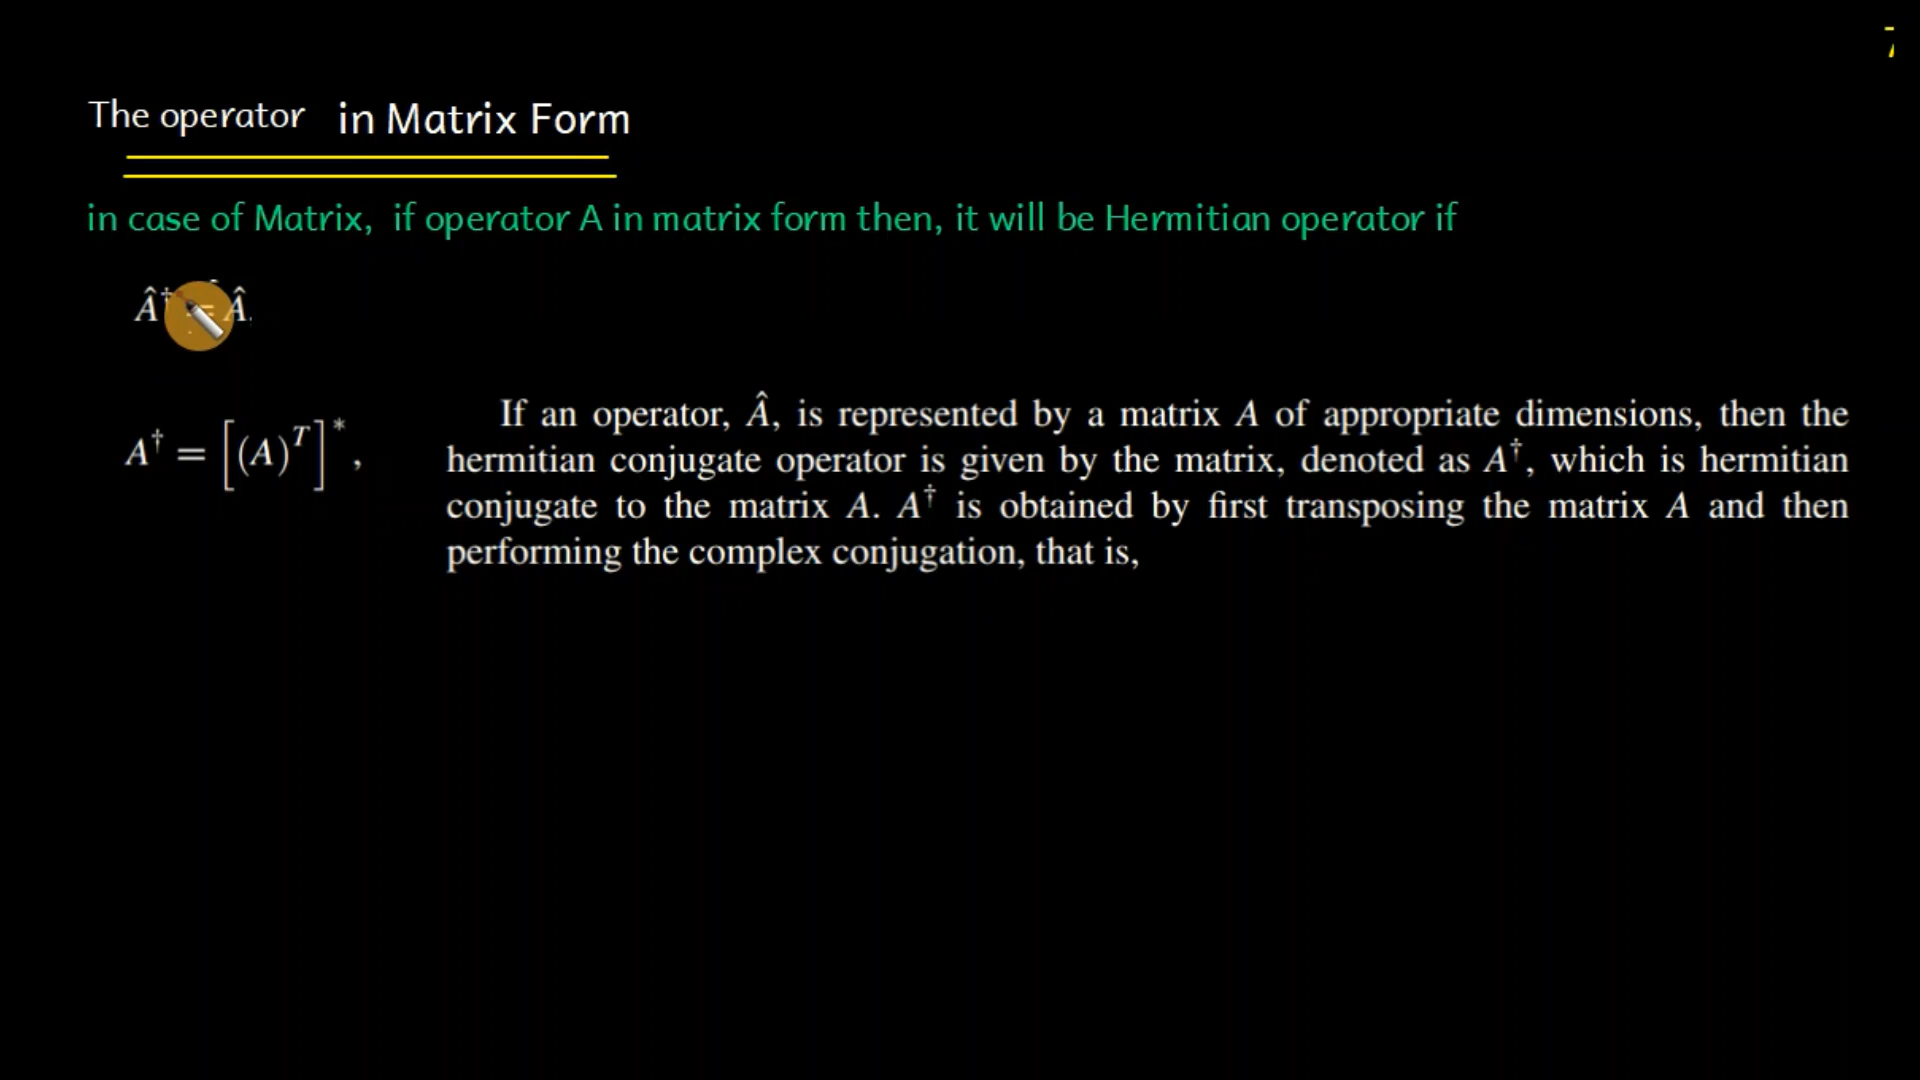 7
The operator in Matrix Form
in case of Matrix, if operator A in matrix form then, it will be Hermitian operator if
Â† = Â.
A† = [(A)ᵀ]*,
If an operator, Â, is represented by a matrix A of appropriate dimensions, then the
hermitian conjugate operator is given by the matrix, denoted as A†, which is hermitian
conjugate to the matrix A. A† is obtained by first transposing the matrix A and then
performing the complex conjugation, that is,